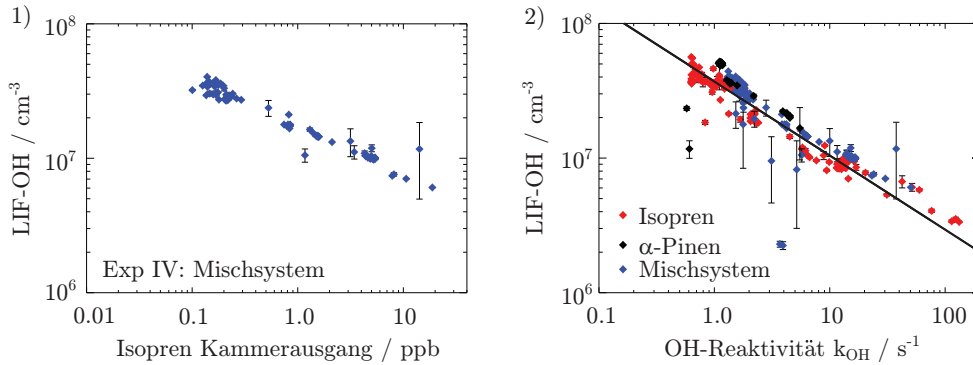 1)
10^8
10^7
10^6
LIF-OH / cm^-3
Exp IV: Mischsystem
0.01 0.1 1.0 10
Isopren Kammerausgang / ppb
2)
10^8
10^7
10^6
LIF-OH / cm^-3
Isopren
α-Pinen
Mischsystem
0.1 1.0 10 100
OH-Reaktivität k_OH / s^-1